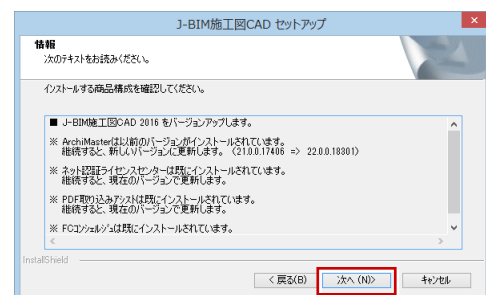 J-BIM施工図CAD セットアップ
情報
次のテキストをお読みください。
インストールする商品構成を確認してください。
■ J-BIM施工図CAD 2016 をバージョンアップします。
※ ArchiMasterは以前のバージョンがインストールされています。
継続すると、新しいバージョンに更新します。 (21.0.0.17406 => 22.0.0.18301)
※ ネット認証ライセンスセンターは既にインストールされています。
継続すると、現在のバージョンで更新します。
※ PDF取り込みアシストは既にインストールされています。
継続すると、現在のバージョンで更新します。
※ FCコンシェルジュは既にインストールされています。
InstallShield
< 戻る(B)
次へ (N)>
キャンセル